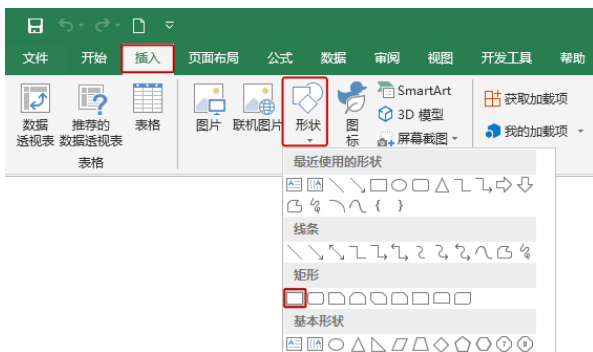 文件 开始 插入 页面布局 公式 数据 审阅 视图 开发工具 帮助
数据
透视表
推荐的
数据透视表
表格
图片
联机图片
形状
图
标
SmartArt
3D 模型
屏幕截图
获取加载项
我的加载项
表格
最近使用的形状
线条
矩形
基本形状